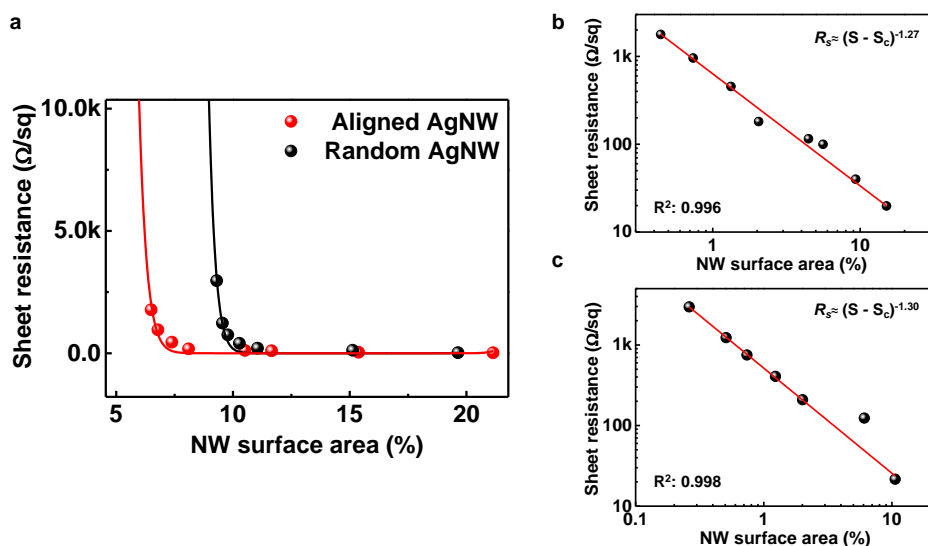 a
Sheet resistance (Ω/sq)
10.0k
5.0k
0.0
Aligned AgNW
Random AgNW
5
10
15
20
NW surface area (%)
b
Sheet resistance (Ω/sq)
1k
100
10
Rₛ≈ (S - S꜀)⁻¹·²⁷
R²: 0.996
1
10
NW surface area (%)
c
Sheet resistance (Ω/sq)
1k
100
10
Rₛ≈ (S - S꜀)⁻¹·³⁰
R²: 0.998
0.1
1
10
NW surface area (%)